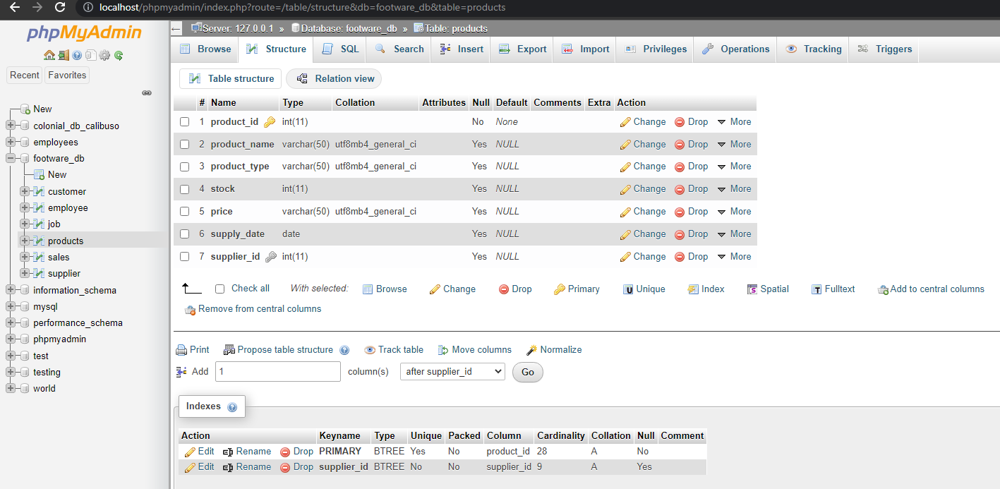 localhost/phpmyadmin/index.php?route=/table/structure&db=footware_db&table=products
phpMyAdmin
Recent Favorites
New
colonial_db_calibuso
employees
footware_db
New
customer
employee
job
products
sales
supplier
information_schema
mysql
performance_schema
phpmyadmin
test
testing
world
Server: 127.0.0.1 » Database: footware_db » Table: products
Browse Structure SQL Search Insert Export Import Privileges Operations Tracking Triggers
Table structure Relation view
# Name Type Collation Attributes Null Default Comments Extra Action
1 product_id int(11) No None Change Drop More
2 product_name varchar(50) utf8mb4_general_ci Yes NULL Change Drop More
3 product_type varchar(50) utf8mb4_general_ci Yes NULL Change Drop More
4 stock int(11) Yes NULL Change Drop More
5 price varchar(50) utf8mb4_general_ci Yes NULL Change Drop More
6 supply_date date Yes NULL Change Drop More
7 supplier_id int(11) Yes NULL Change Drop More
Check all With selected: Browse Change Drop Primary Unique Index Spatial Fulltext Add to central columns
Remove from central columns
Print Propose table structure Track table Move columns Normalize
Add 1 column(s) after supplier_id Go
Indexes
Action Keyname Type Unique Packed Column Cardinality Collation Null Comment
Edit Rename Drop PRIMARY BTREE Yes No product_id 28 A No
Edit Rename Drop supplier_id BTREE No No supplier_id 9 A Yes